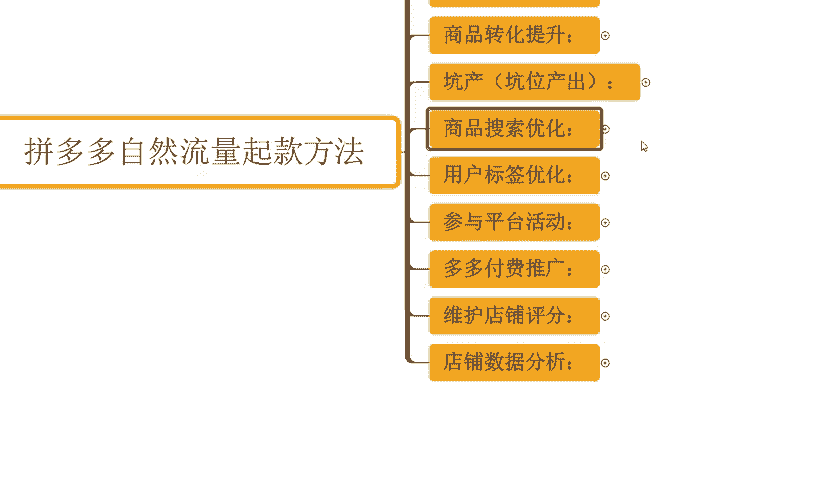 拼多多自然流量起款方法
商品转化提升：
坑产（坑位产出）：
商品搜索优化：
用户标签优化：
参与平台活动：
多多付费推广：
维护店铺评分：
店铺数据分析：